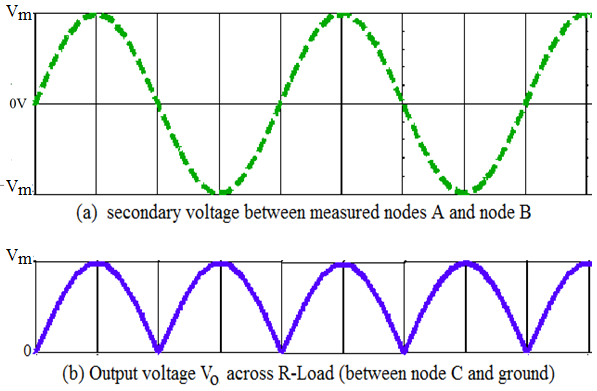 Vm
0V
-Vm
(a) secondary voltage between measured nodes A and node B
Vm
0
(b) Output voltage Vo across R-Load (between node C and ground)